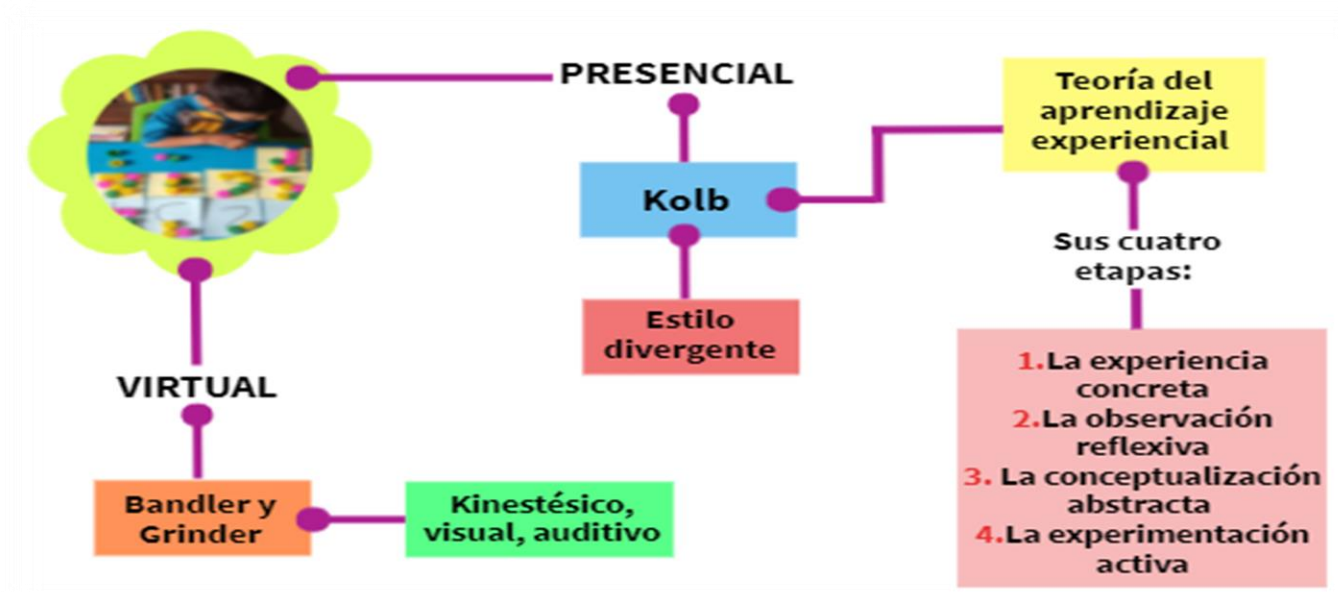 PRESENCIAL
Kolb
Estilo
divergente
Teoría del
aprendizaje
experiencial
Sus cuatro
etapas:
1.La experiencia
concreta
2.La observación
reflexiva
3. La conceptualización
abstracta
4.La experimentación
activa
VIRTUAL
Bandler y
Grinder
Kinestésico,
visual, auditivo